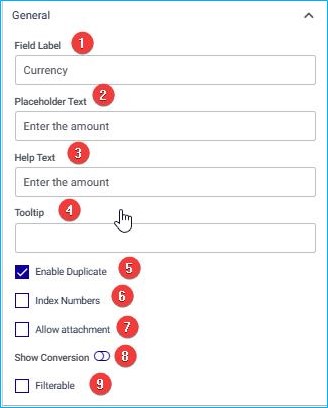 General
Field Label 1
Currency
Placeholder Text 2
Enter the amount
Help Text 3
Enter the amount
Tooltip 4
Enable Duplicate 5
Index Numbers 6
Allow attachment 7
Show Conversion 8
Filterable 9